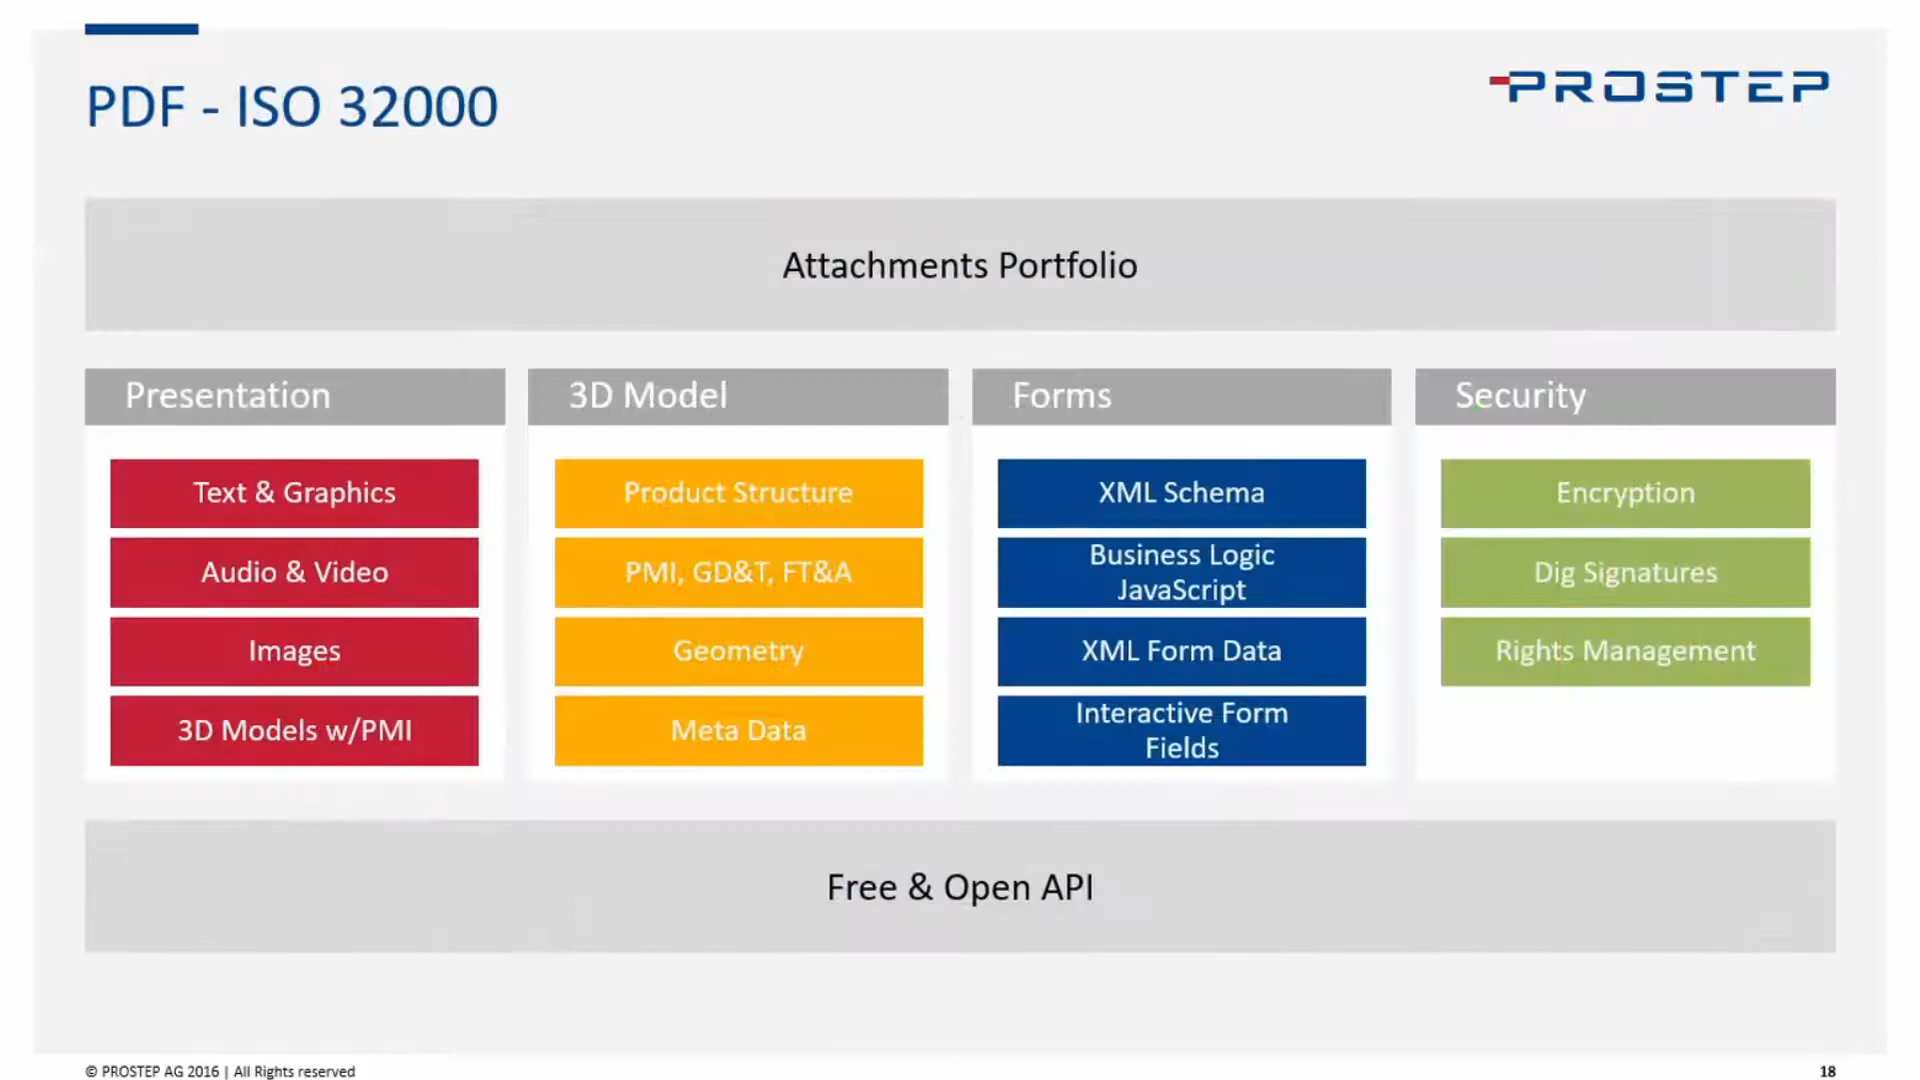 PDF - ISO 32000
PROSTEP
Attachments Portfolio
Presentation
Text & Graphics
Audio & Video
Images
3D Models w/PMI
3D Model
Product Structure
PMI, GD&T, FT&A
Geometry
Meta Data
Forms
XML Schema
Business Logic
JavaScript
XML Form Data
Interactive Form
Fields
Security
Encryption
Dig Signatures
Rights Management
Free & Open API
© PROSTEP AG 2016 | All Rights reserved
18